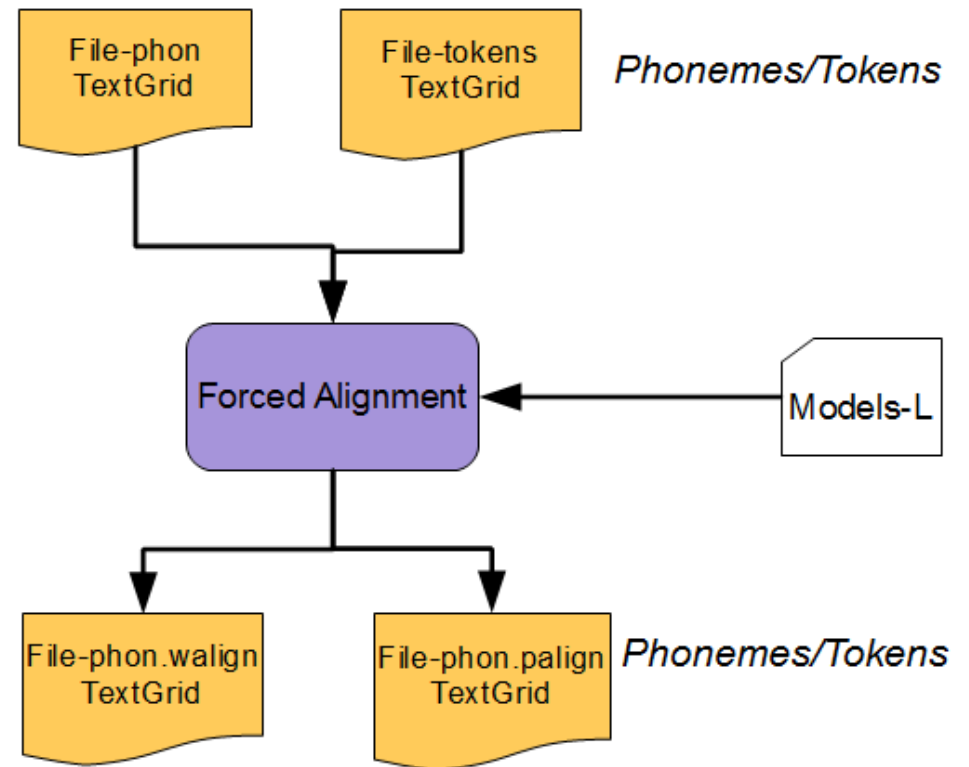 File-phon
TextGrid
File-tokens
TextGrid
Phonemes/Tokens
Forced Alignment
Models-L
File-phon.walign
TextGrid
File-phon.palign
TextGrid
Phonemes/Tokens